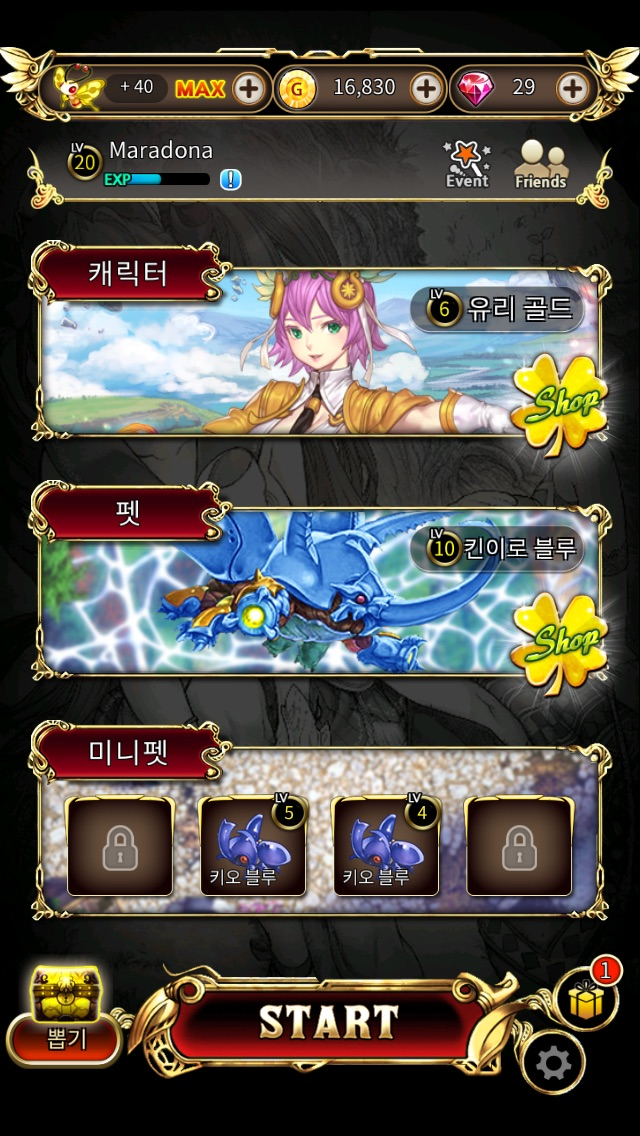 + 40 MAX
G 16,830
29
LV 20 Maradona
EXP !
Event
Friends
캐릭터
LV 6 유리 골드
Shop
펫
LV 10 킨이로 블루
Shop
미니펫
LV 5
키오 블루
LV 4
키오 블루
START
뽑기
1